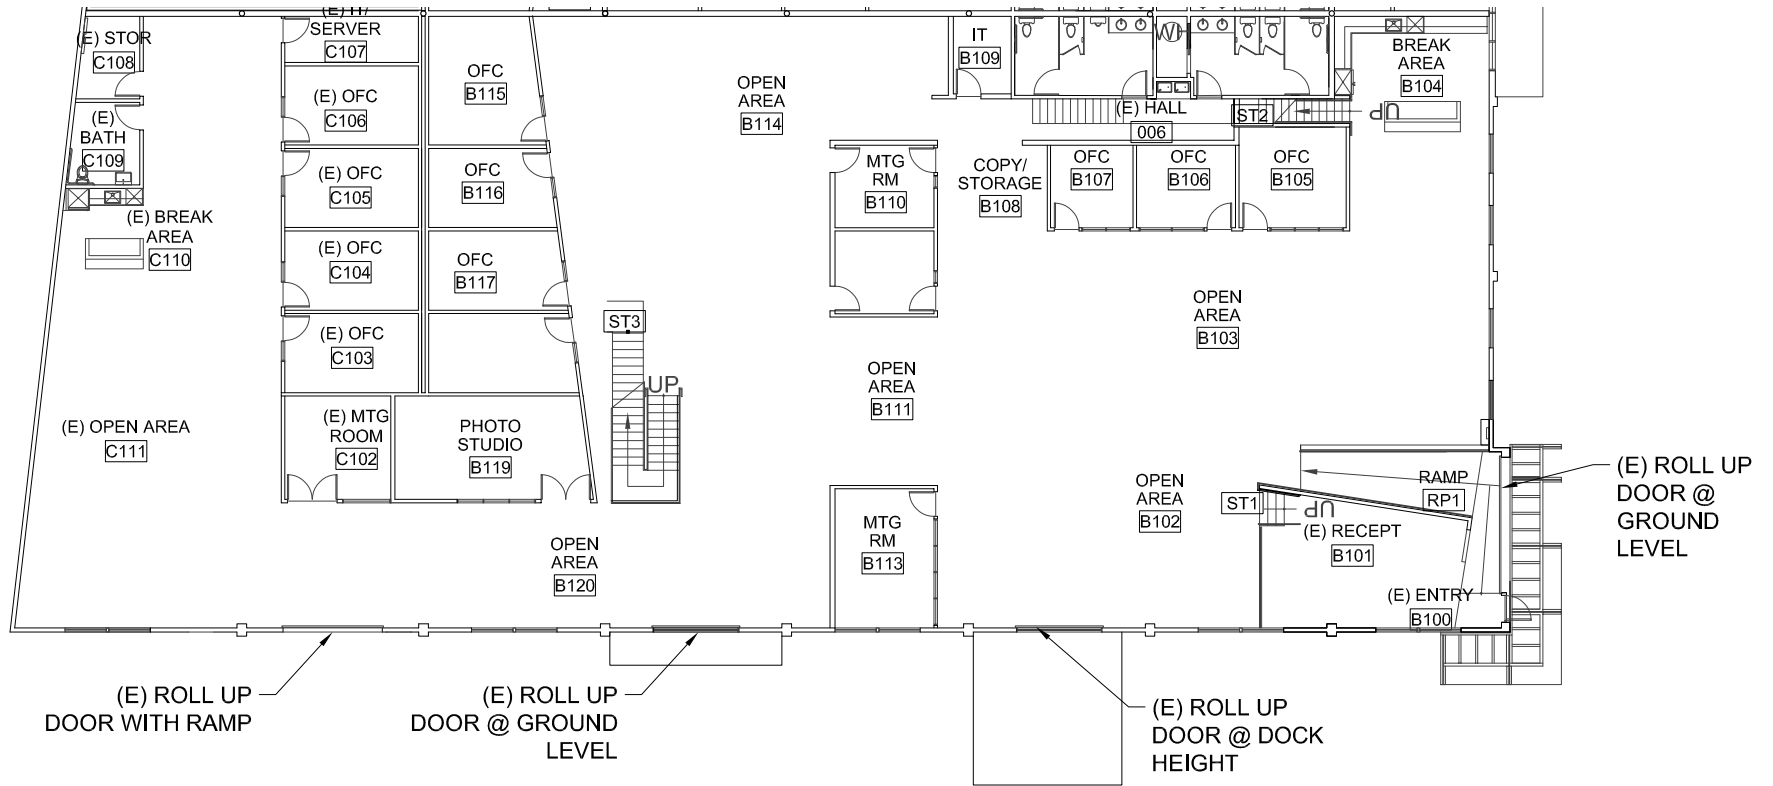 (E) STOR
C108
(E) IT/
SERVER
C107
OFC
B115
OPEN
AREA
B114
IT
B109
BREAK
AREA
B104
(E)
BATH
C109
(E) OFC
C106
(E) HALL
006
ST2
UP
(E) OFC
C105
OFC
B116
MTG
RM
B110
COPY/
STORAGE
B108
OFC
B107
OFC
B106
OFC
B105
(E) BREAK
AREA
C110
(E) OFC
C104
OFC
B117
ST3
OPEN
AREA
B103
(E) OFC
C103
UP
OPEN
AREA
B111
(E) OPEN AREA
C111
(E) MTG
ROOM
C102
PHOTO
STUDIO
B119
OPEN
AREA
B102
RAMP
RP1
ST1
UP
(E) RECEPT
B101
(E) ROLL UP
DOOR @
GROUND
LEVEL
OPEN
AREA
B120
MTG
RM
B113
(E) ENTRY
B100
(E) ROLL UP
DOOR WITH RAMP
(E) ROLL UP
DOOR @ GROUND
LEVEL
(E) ROLL UP
DOOR @ DOCK
HEIGHT